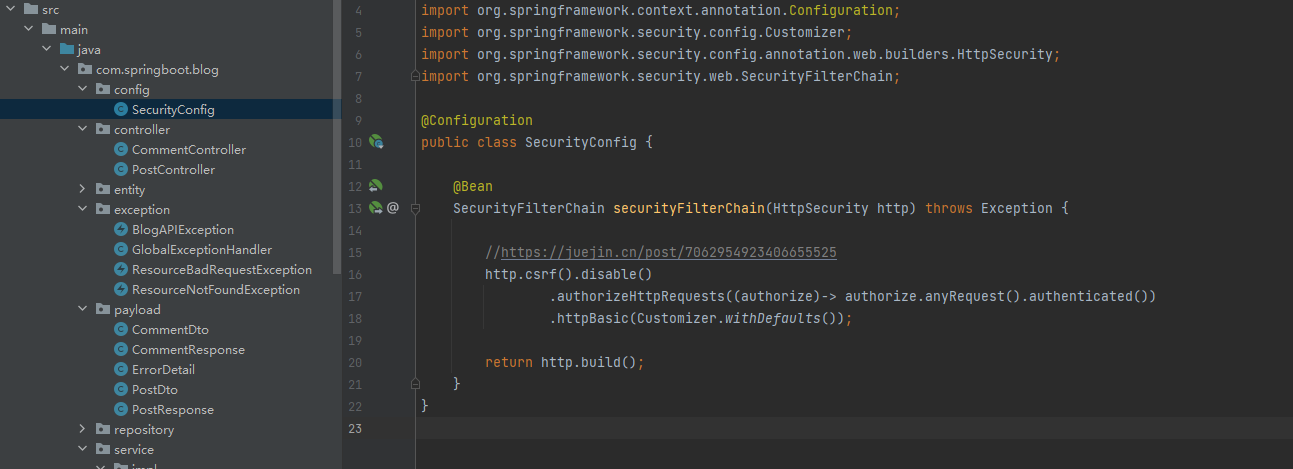 src
main
java
com.springboot.blog
config
SecurityConfig
controller
CommentController
PostController
entity
exception
BlogAPIException
GlobalExceptionHandler
ResourceBadRequestException
ResourceNotFoundException
payload
CommentDto
CommentResponse
ErrorDetail
PostDto
PostResponse
repository
service
impl
4 import org.springframework.context.annotation.Configuration;
5 import org.springframework.security.config.Customizer;
6 import org.springframework.security.config.annotation.web.builders.HttpSecurity;
7 import org.springframework.security.web.SecurityFilterChain;
8
9 @Configuration
10 public class SecurityConfig {
11
12 @Bean
13 @ SecurityFilterChain securityFilterChain(HttpSecurity http) throws Exception {
14
15 //https://juejin.cn/post/7062954923406655525
16 http.csrf().disable()
17 .authorizeHttpRequests((authorize)-> authorize.anyRequest().authenticated())
18 .httpBasic(Customizer.withDefaults());
19
20 return http.build();
21 }
22 }
23